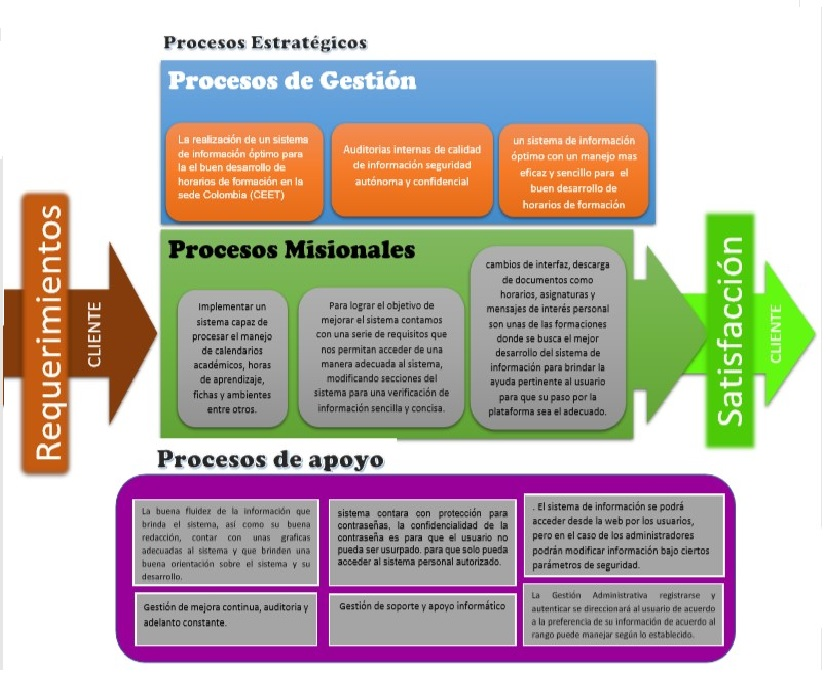 Procesos Estratégicos
Procesos de Gestión
La realización de un sistema
de información óptimo para
la el buen desarrollo de
horarios de formación en la
sede Colombia (CEET)
Auditorias internas de calidad
de información seguridad
autónoma y confidencial
un sistema de información
óptimo con un manejo mas
eficaz y sencillo para el
buen desarrollo de
horarios de formación
Requerimientos
CLIENTE
Procesos Misionales
Implementar un
sistema capaz de
procesar el manejo
de calendarios
académicos, horas
de aprendizaje,
fichas y ambientes
entre otros.
Para lograr el objetivo de
mejorar el sistema contamos
con una serie de requisitos que
nos permitan acceder de una
manera adecuada al sistema,
modificando secciones del
sistema para una verificación de
información sencilla y concisa.
cambios de interfaz, descarga
de documentos como
horarios, asignaturas y
mensajes de interés personal
son unas de las formaciones
donde se busca el mejor
desarrollo del sistema de
información para brindar la
ayuda pertinente al usuario
para que su paso por la
plataforma sea el adecuado.
Satisfacción
CLIENTE
Procesos de apoyo
La buena fluidez de la información que
brinda el sistema, así como su buena
redacción, contar con unas graficas
adecuadas al sistema y que brinden una
buena orientación sobre el sistema y su
desarrollo.
sistema contara con protección para
contraseñas, la confidencialidad de la
contraseña es para que el usuario no
pueda ser usurpado. para que solo pueda
acceder al sistema personal autorizado.
. El sistema de información se podrá
acceder desde la web por los usuarios,
pero en el caso de los administradores
podrán modificar información bajo ciertos
parámetros de seguridad.
Gestión de mejora continua, auditoria y
adelanto constante.
Gestión de soporte y apoyo informático
La Gestión Administrativa registrarse y
autenticar se direccion ará al usuario de acuerdo
a la preferencia de su información de acuerdo al
rango puede manejar según lo establecido.